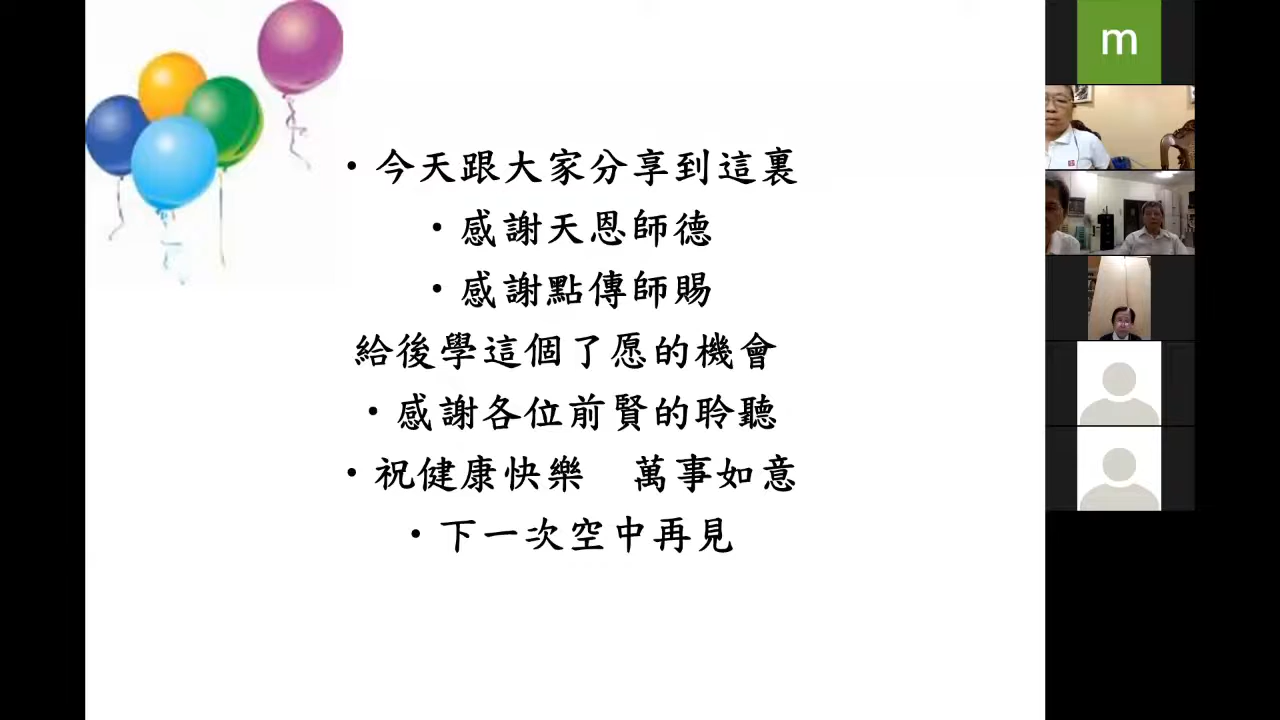 • 今天跟大家分享到這裏
• 感謝天恩師德
• 感謝點傳師賜
給後學這個了愿的機會
• 感謝各位前賢的聆聽
• 祝健康快樂　萬事如意
• 下一次空中再見
m